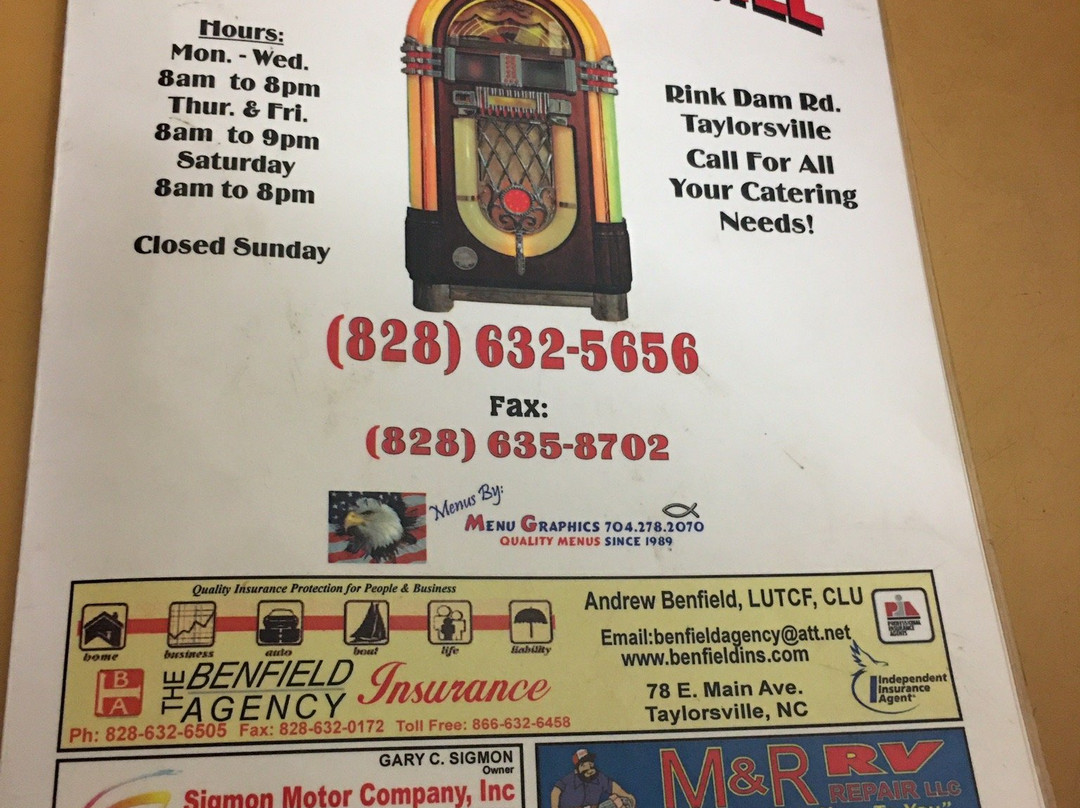 Hours:
Mon. - Wed.
8am to 8pm
Thur. & Fri.
8am to 9pm
Saturday
8am to 8pm
Closed Sunday
Rink Dam Rd.
Taylorsville
Call For All
Your Catering
Needs!
(828) 632-5656
Fax:
(828) 635-8702
Menus By:
MENU GRAPHICS 704.278.2070
QUALITY MENUS SINCE 1989
Quality Insurance Protection for People & Business
home business auto boat life liability
BA
THE BENFIELD AGENCY Insurance
Ph: 828-632-6505 Fax: 828-632-0172 Toll Free: 866-632-6458
Andrew Benfield, LUTCF, CLU
Email:benfieldagency@att.net
www.benfieldins.com
78 E. Main Ave.
Taylorsville, NC
PIA
PROFESSIONAL
INSURANCE
AGENTS
Independent
Insurance
Agent
GARY C. SIGMON
Owner
Sigmon Motor Company, Inc
M&R RV
REPAIR LLC